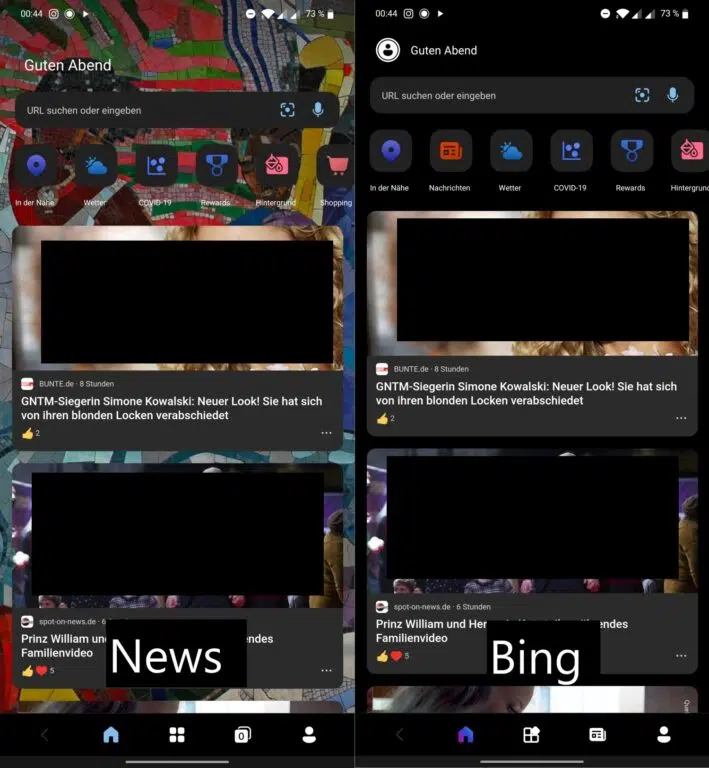 00:44
73 %
Guten Abend
URL suchen oder eingeben
In der Nähe
Wetter
COVID-19
Rewards
Hintergrund
Shopping
BUNTE.de · 8 Stunden
GNTM-Siegerin Simone Kowalski: Neuer Look! Sie hat sich
von ihren blonden Locken verabschiedet
2
spot-on-news.de · 6
Prinz William und
Familienvideo
5
News
0
00:44
73 %
Guten Abend
URL suchen oder eingeben
In der Nähe
Nachrichten
Wetter
COVID-19
Rewards
Hintergrund
BUNTE.de · 8 Stunden
GNTM-Siegerin Simone Kowalski: Neuer Look! Sie hat sich
von ihren blonden Locken verabschiedet
2
spot-on-news.de · 6 Stunden
Prinz William und
Familienvideo
5
Bing